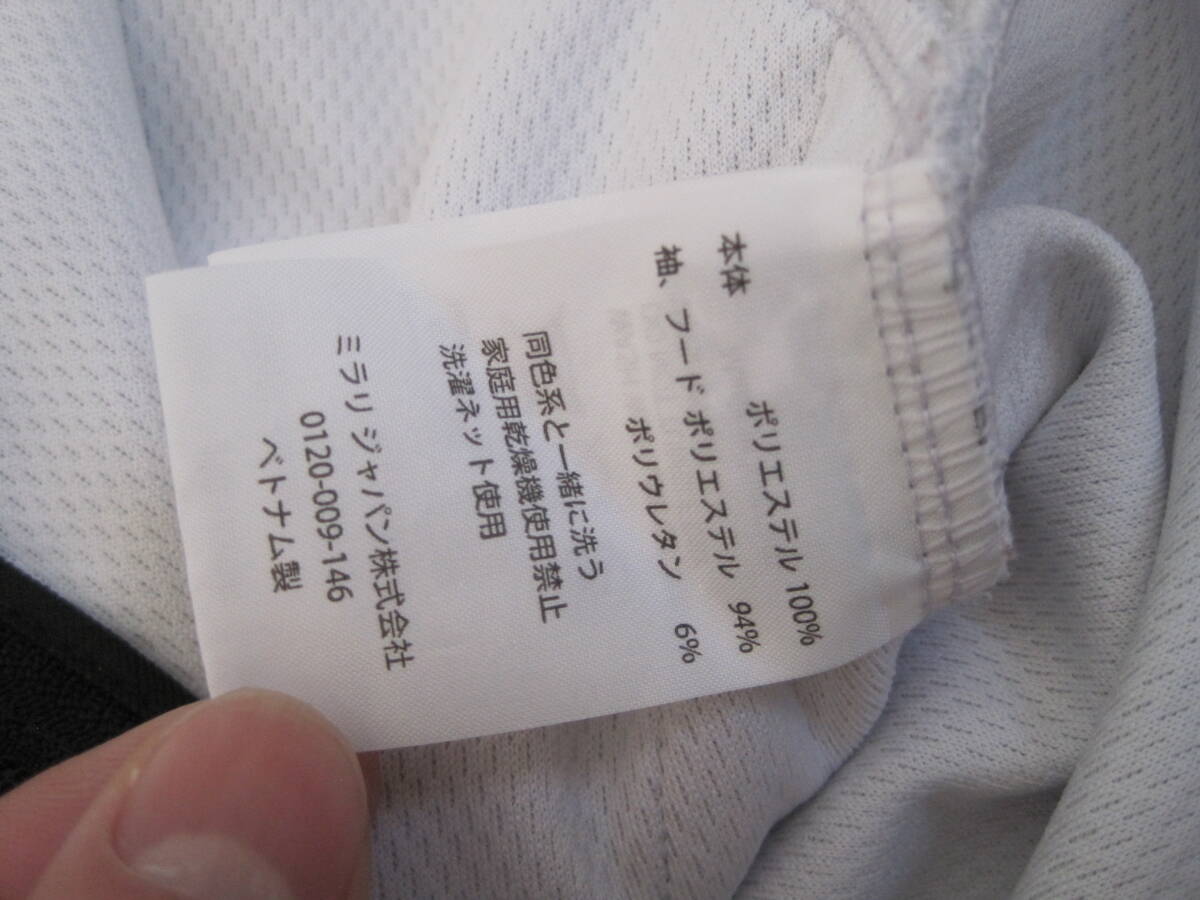 本体 ポリエステル 100%
袖、フード ポリエステル 94%
ポリウレタン 6%
同色系と一緒に洗う
家庭用乾燥機使用禁止
洗濯ネット使用
ミラリ ジャパン株式会社
0120-009-146
ベトナム製